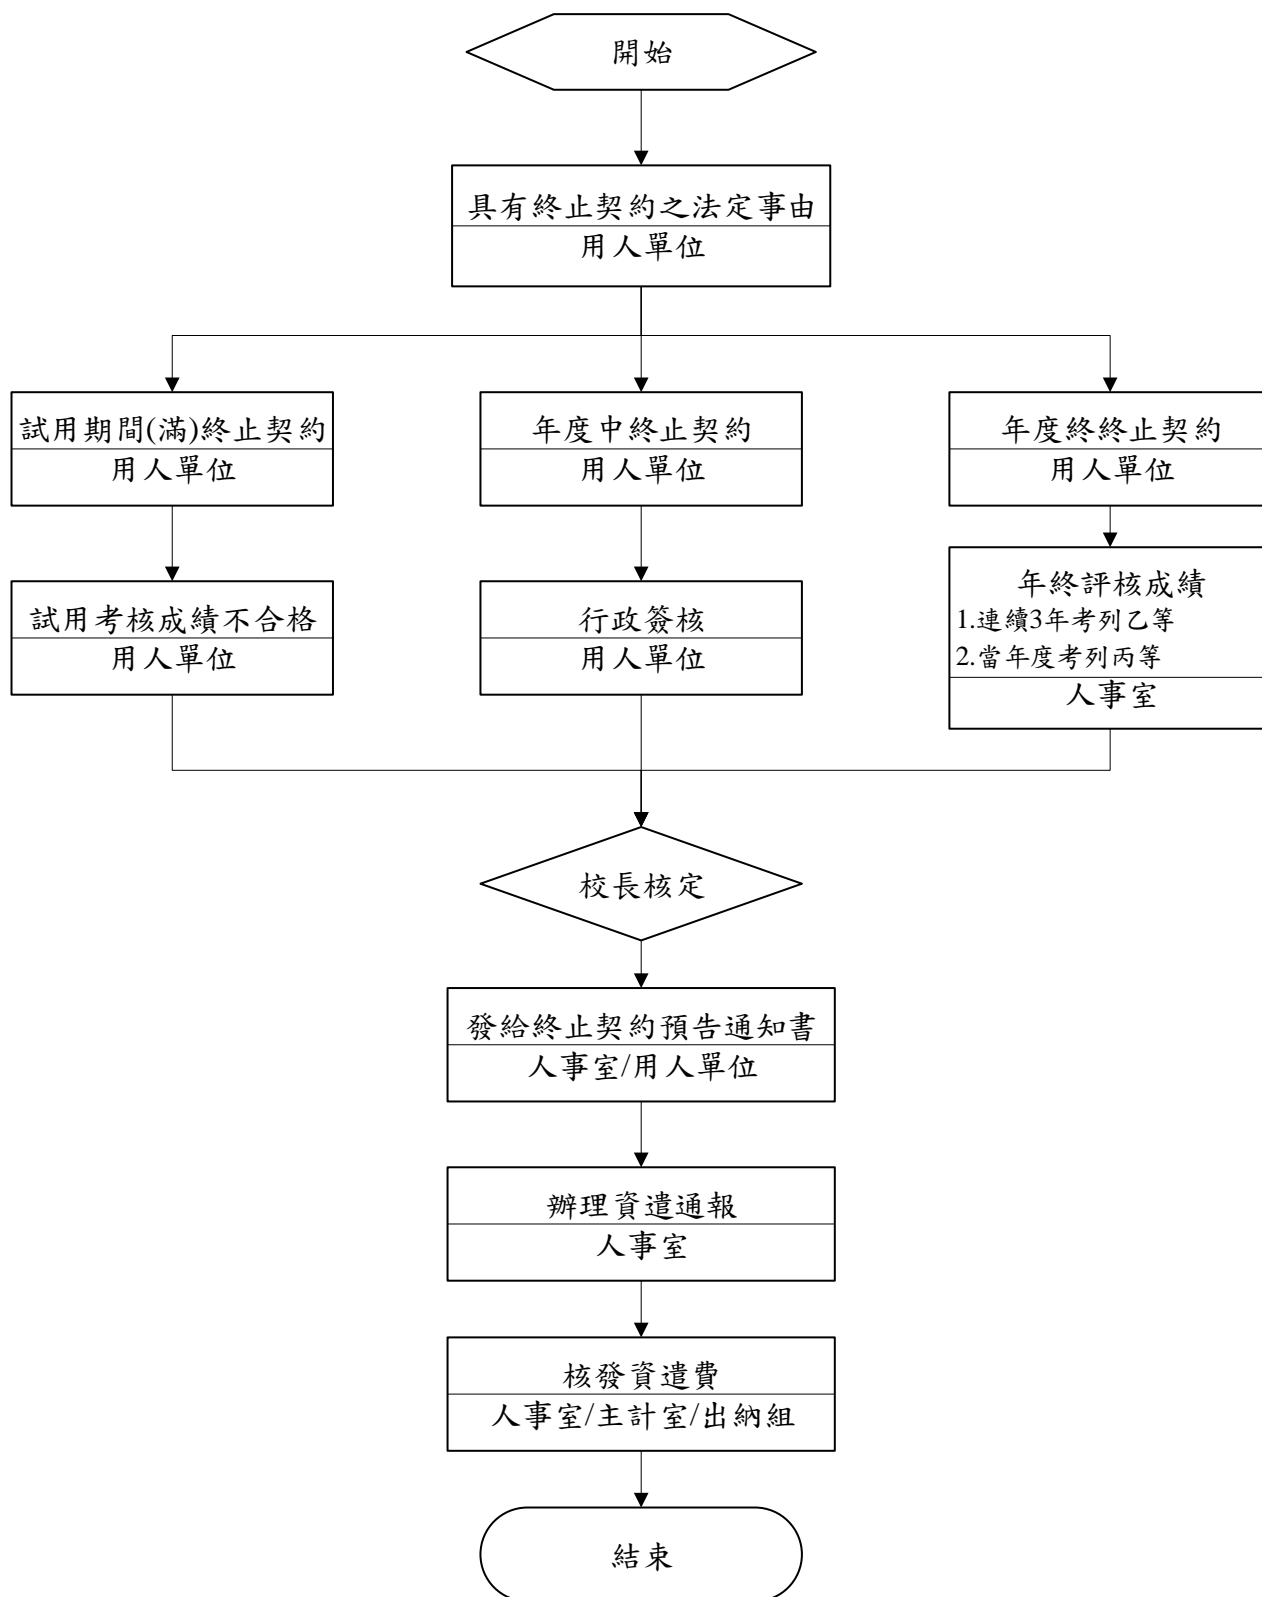 開始
具有終止契約之法定事由
用人單位
試用期間(滿)終止契約
用人單位
年度中終止契約
用人單位
年度終終止契約
用人單位
試用考核成績不合格
用人單位
行政簽核
用人單位
年終評核成績
1.連續3年考列乙等
2.當年度考列丙等
人事室
校長核定
發給終止契約預告通知書
人事室/用人單位
辦理資遣通報
人事室
核發資遣費
人事室/主計室/出納組
結束